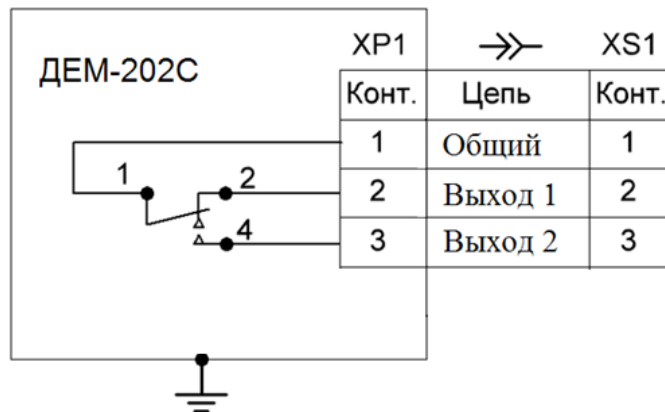 ДЕМ-202С
XP1 XS1
Конт. Цепь Конт.
1 Общий 1
2 Выход 1 2
3 Выход 2 3
1 2
4